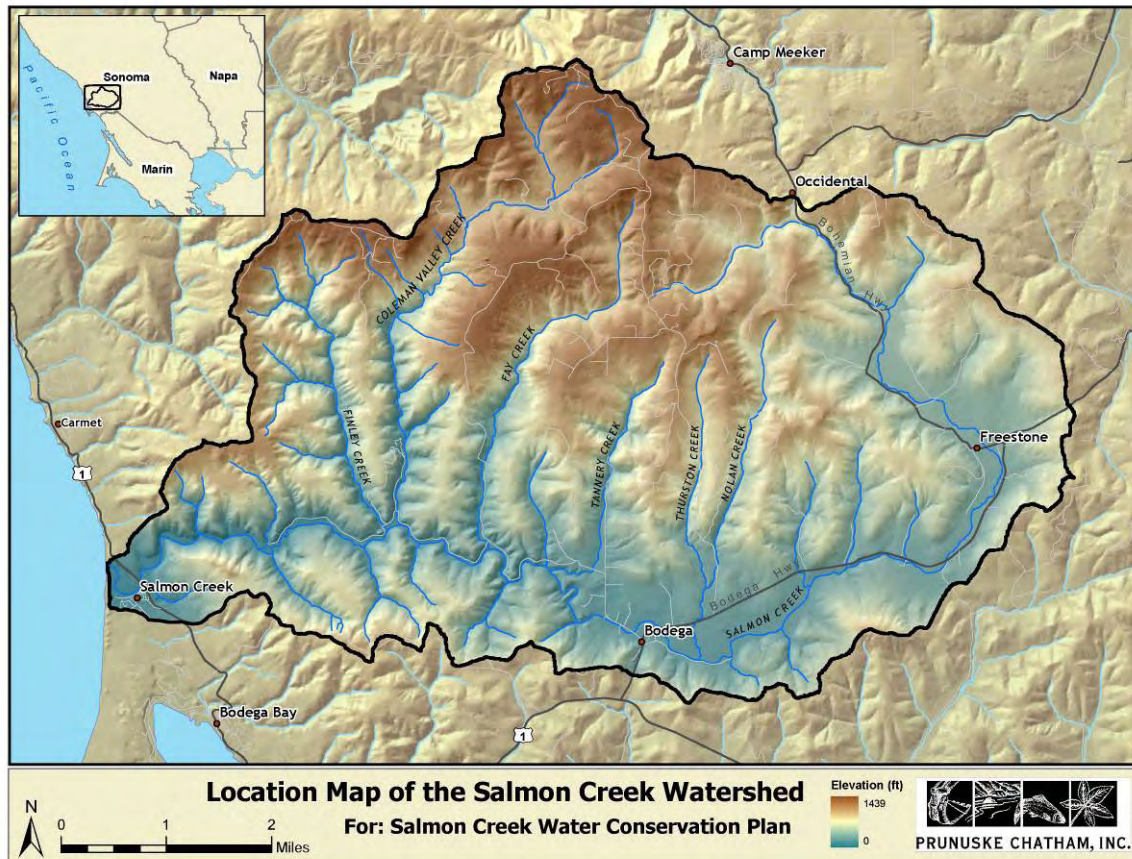 Sonoma
Napa
Pacific Ocean
Marin
Camp Meeker
Occidental
Bohemian Hwy
COLEMAN VALLEY CREEK
FAY CREEK
FINLEY CREEK
TANNERY CREEK
THURSTON CREEK
NOLAN CREEK
Carmet
1
Freestone
Salmon Creek
Bodega Hwy
SALMON CREEK
Bodega
Bodega Bay
1
Location Map of the Salmon Creek Watershed
For: Salmon Creek Water Conservation Plan
N
0 1 2
Miles
Elevation (ft)
1439
0
PRUNUSKE CHATHAM, INC.